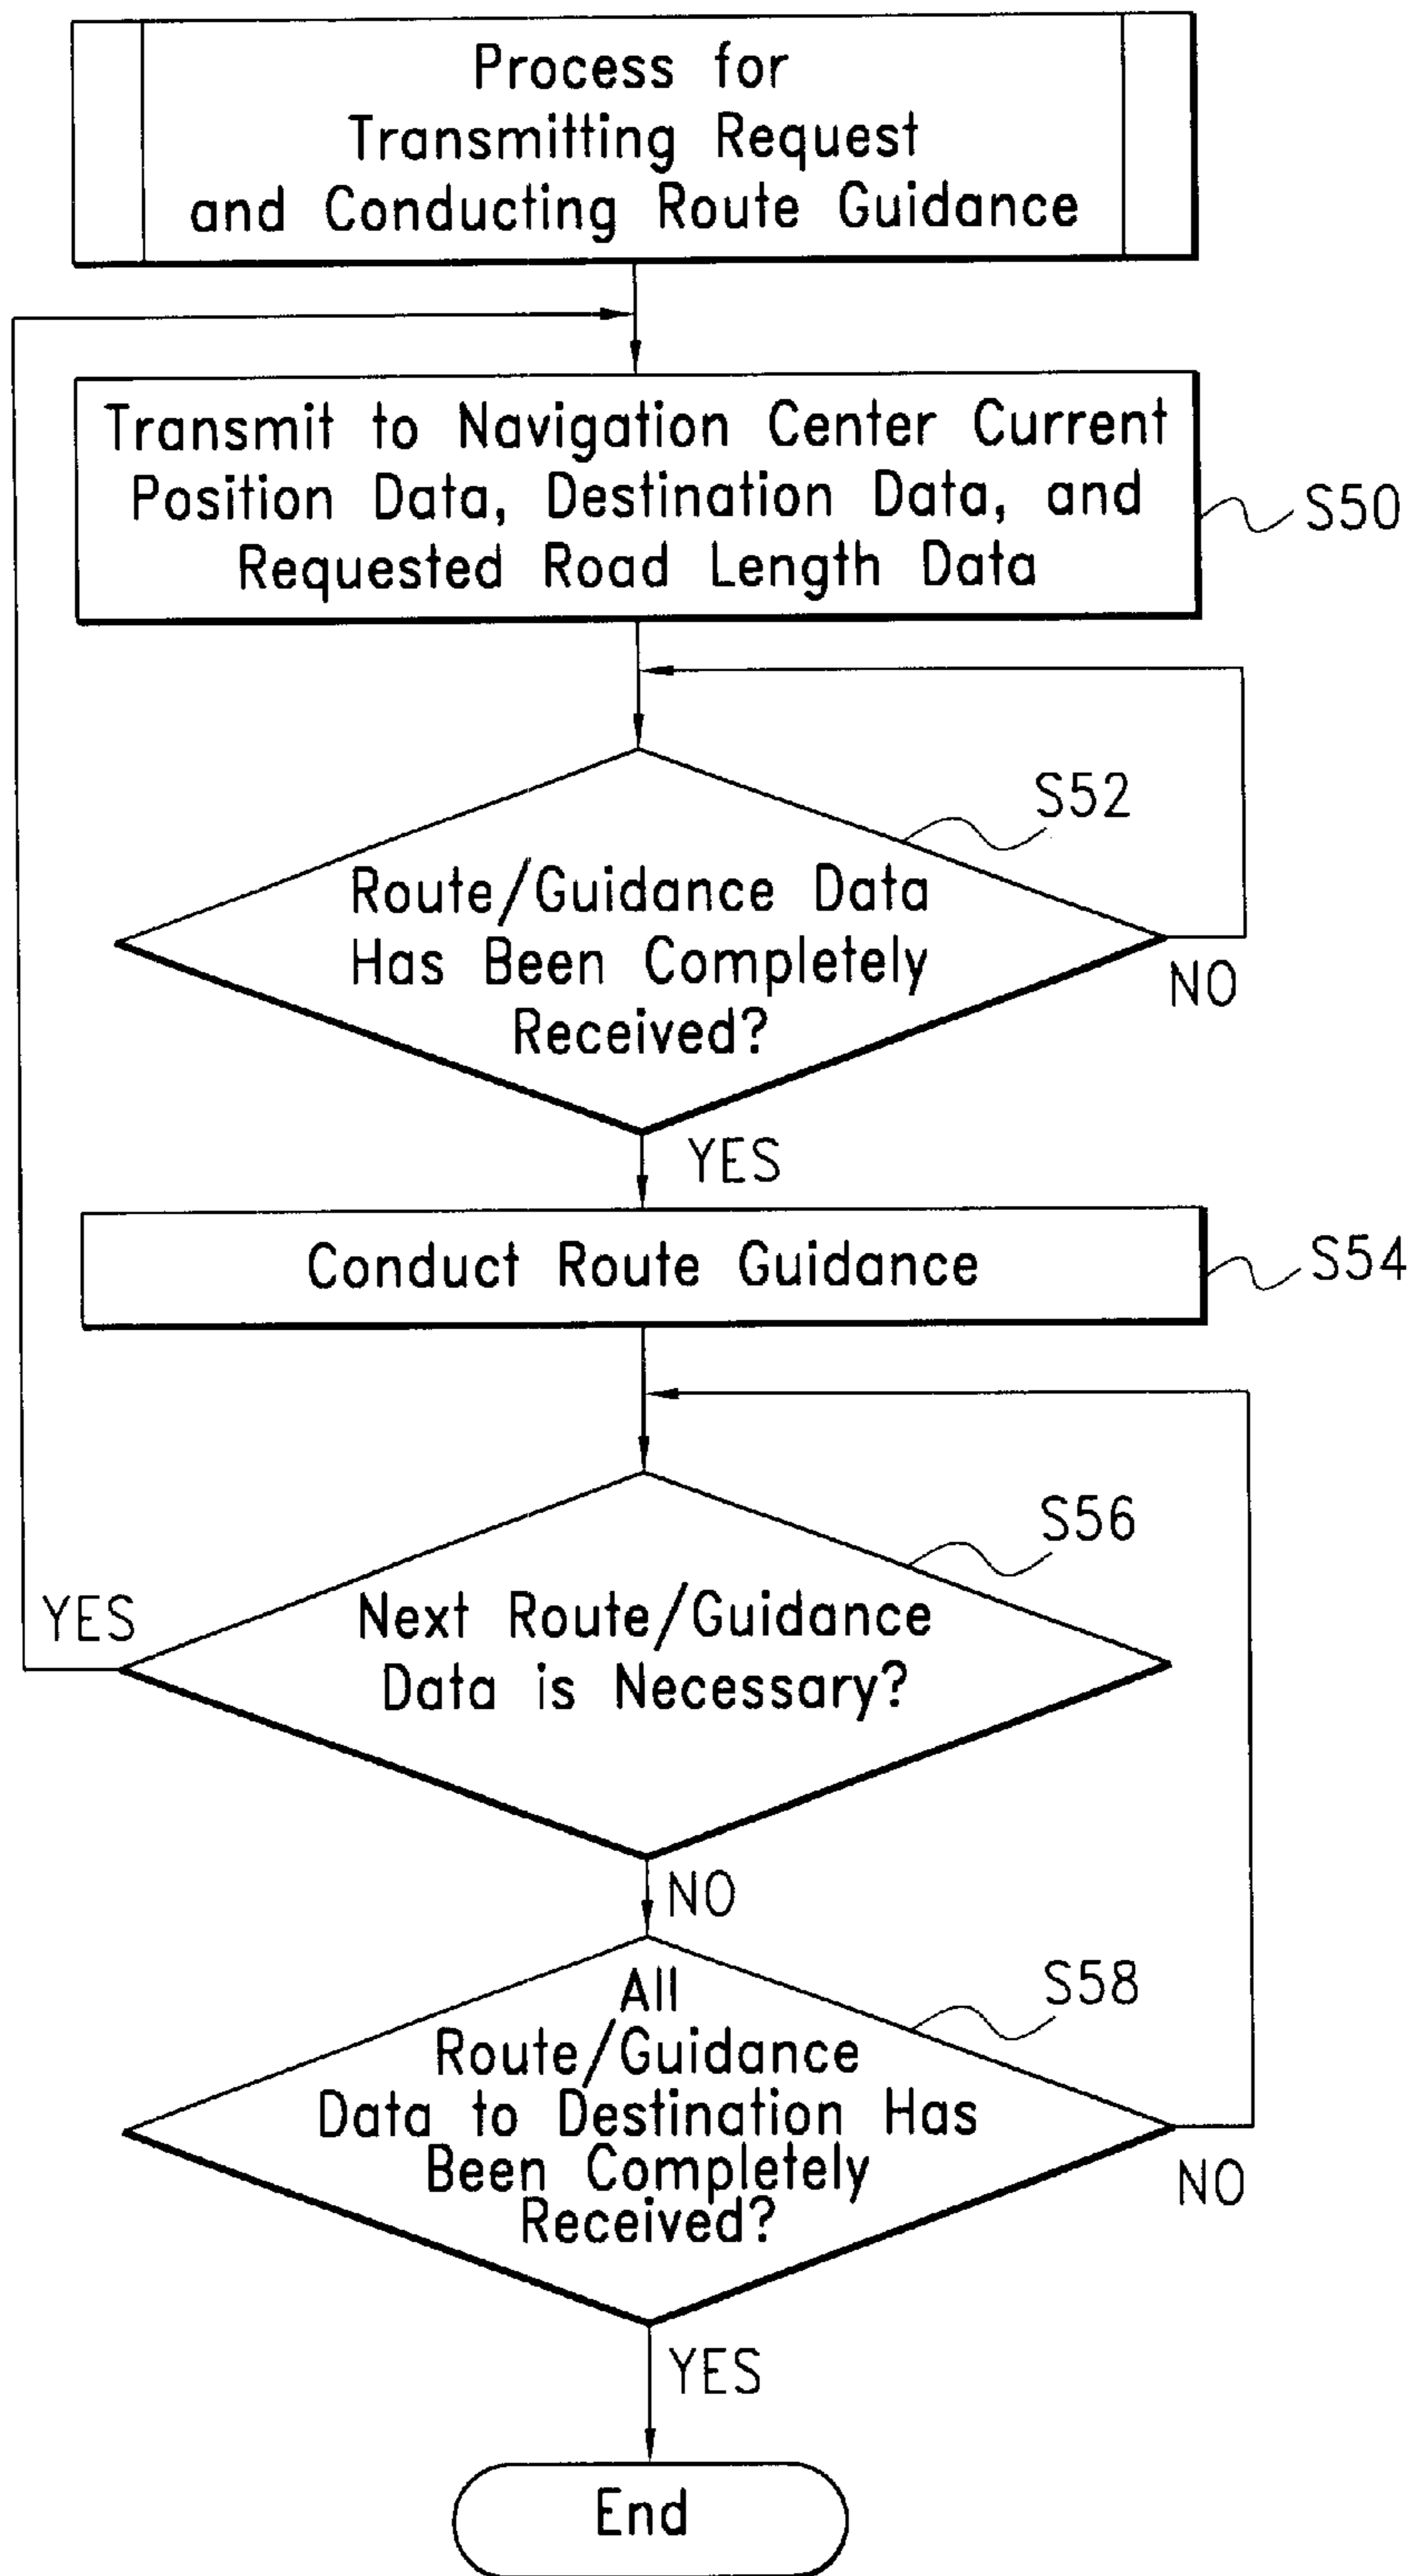 Process for
Transmitting Request
and Conducting Route Guidance
Transmit to Navigation Center Current
Position Data, Destination Data, and
Requested Road Length Data
S50
S52
Route/Guidance Data
Has Been Completely
Received?
NO
YES
Conduct Route Guidance
S54
S56
YES
Next Route/Guidance
Data is Necessary?
NO
S58
All
Route/Guidance
Data to Destination Has
Been Completely
Received?
NO
YES
End